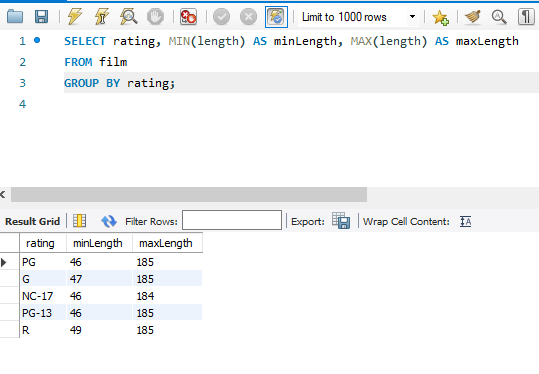 Limit to 1000 rows
1 SELECT rating, MIN(length) AS minLength, MAX(length) AS maxLength
2 FROM film
3 GROUP BY rating;
4
Result Grid Filter Rows: Export: Wrap Cell Content:
rating minLength maxLength
PG 46 185
G 47 185
NC-17 46 184
PG-13 46 185
R 49 185